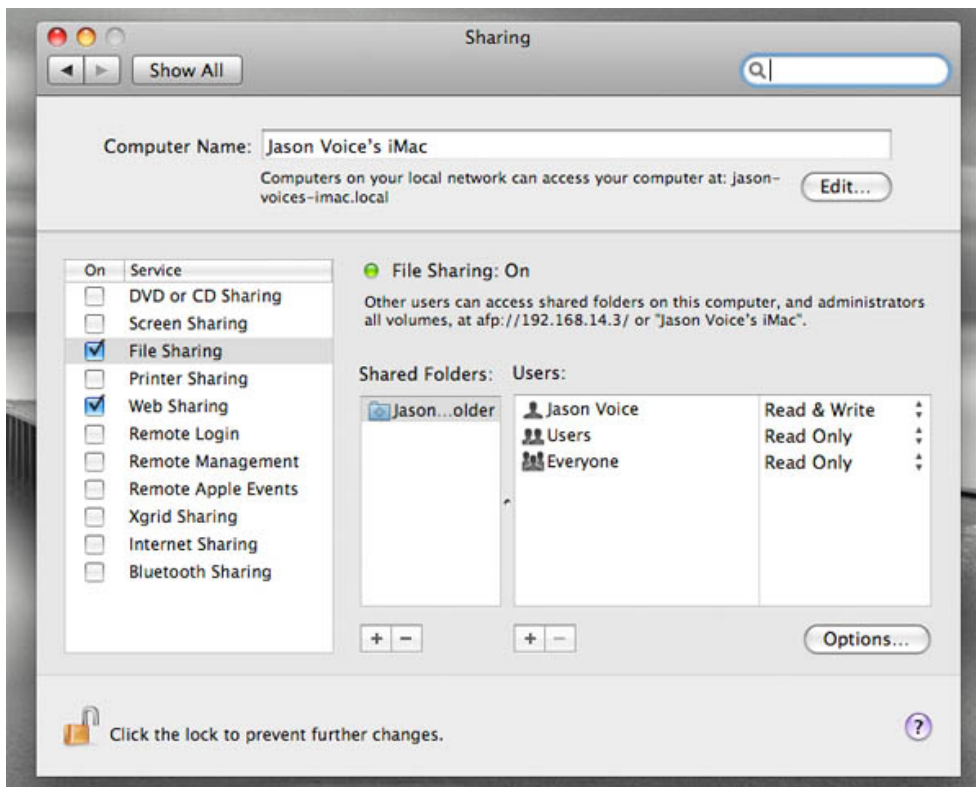 Sharing
Show All
Computer Name: Jason Voice's iMac
Computers on your local network can access your computer at: jason-
voices-imac.local
Edit...
On Service
DVD or CD Sharing
Screen Sharing
File Sharing
Printer Sharing
Web Sharing
Remote Login
Remote Management
Remote Apple Events
Xgrid Sharing
Internet Sharing
Bluetooth Sharing
File Sharing: On
Other users can access shared folders on this computer, and administrators
all volumes, at afp://192.168.14.3/ or "Jason Voice's iMac".
Shared Folders: Users:
Jason...older
Jason Voice Read & Write
Users Read Only
Everyone Read Only
+ − + −
Options...
Click the lock to prevent further changes.
?